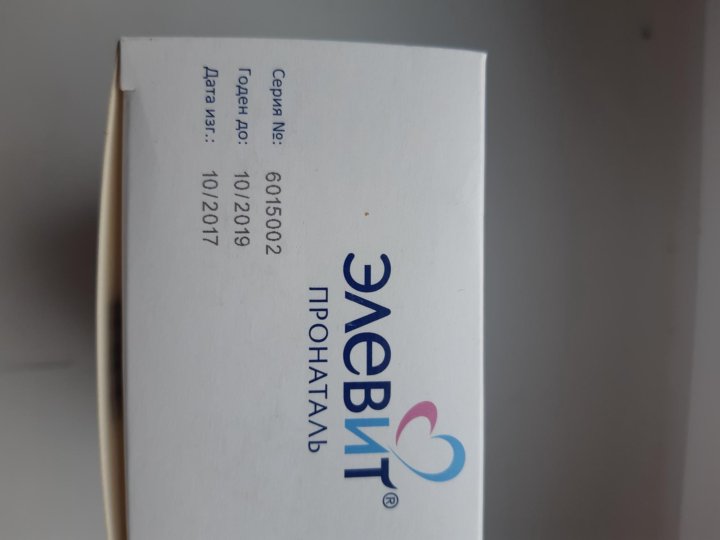 ЭЛЕВИТ®
ПРОНАТАЛЬ
Серия №: 6015002
Годен до: 10/2019
Дата изг.: 10/2017